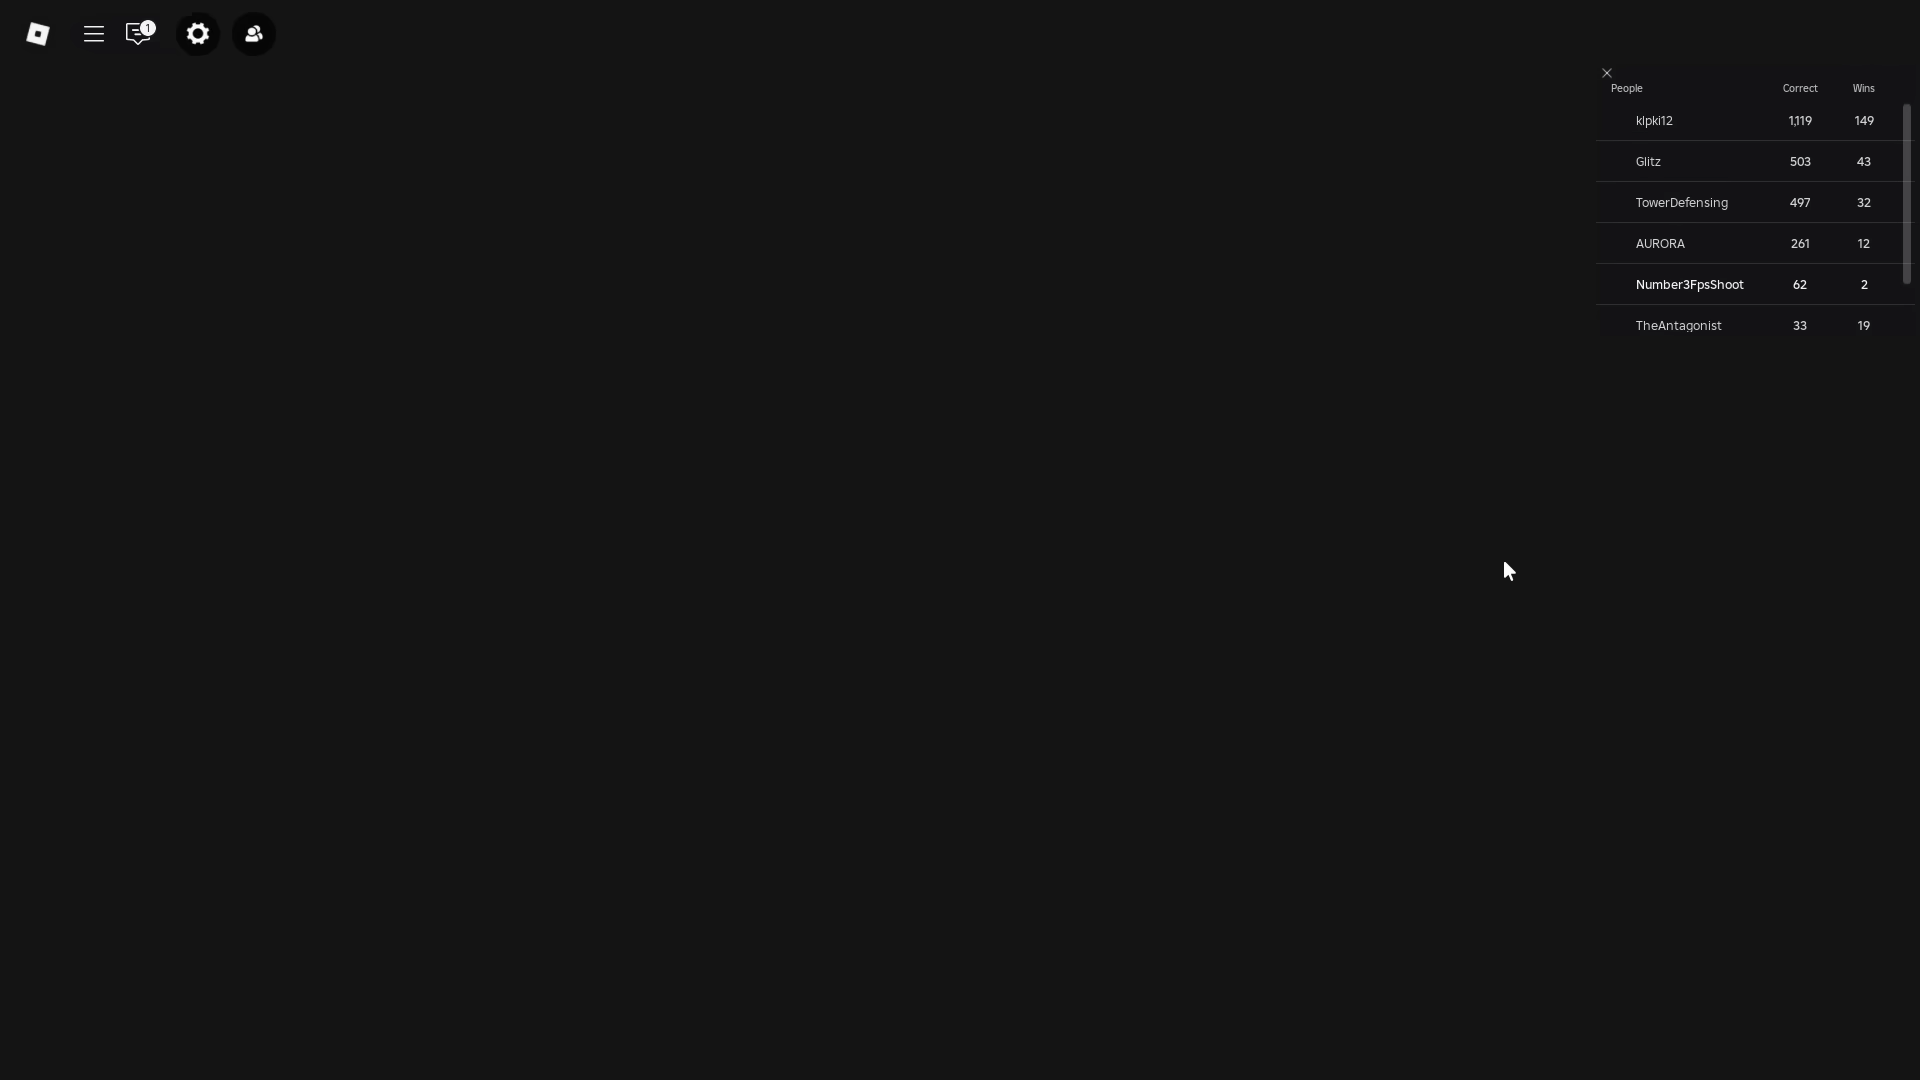 1
People Correct Wins
klpki12 1,119 149
Glitz 503 43
TowerDefensing 497 32
AURORA 261 12
Number3FpsShoot 62 2
TheAntagonist 33 19